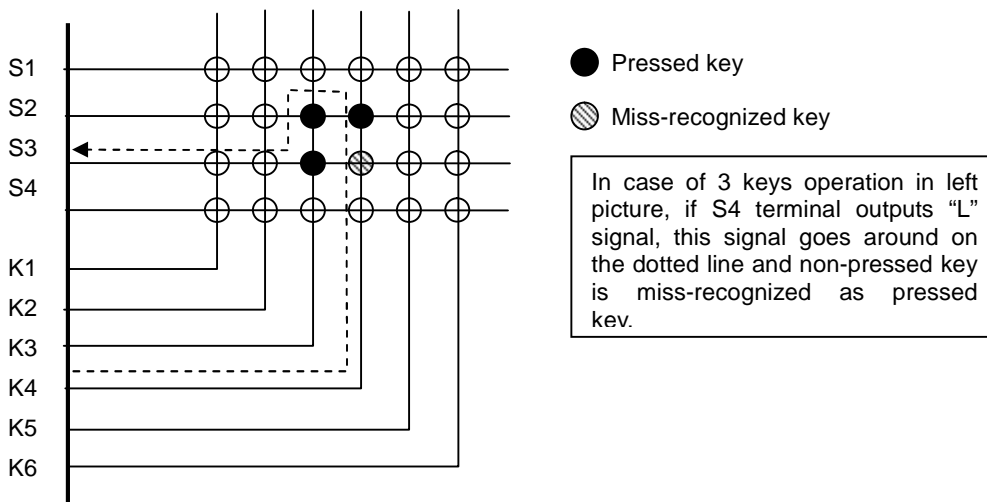 S1
S2
S3
S4
K1
K2
K3
K4
K5
K6
Pressed key
Miss-recognized key
In case of 3 keys operation in left
picture, if S4 terminal outputs “L”
signal, this signal goes around on
the dotted line and non-pressed key
is miss-recognized as pressed
key.